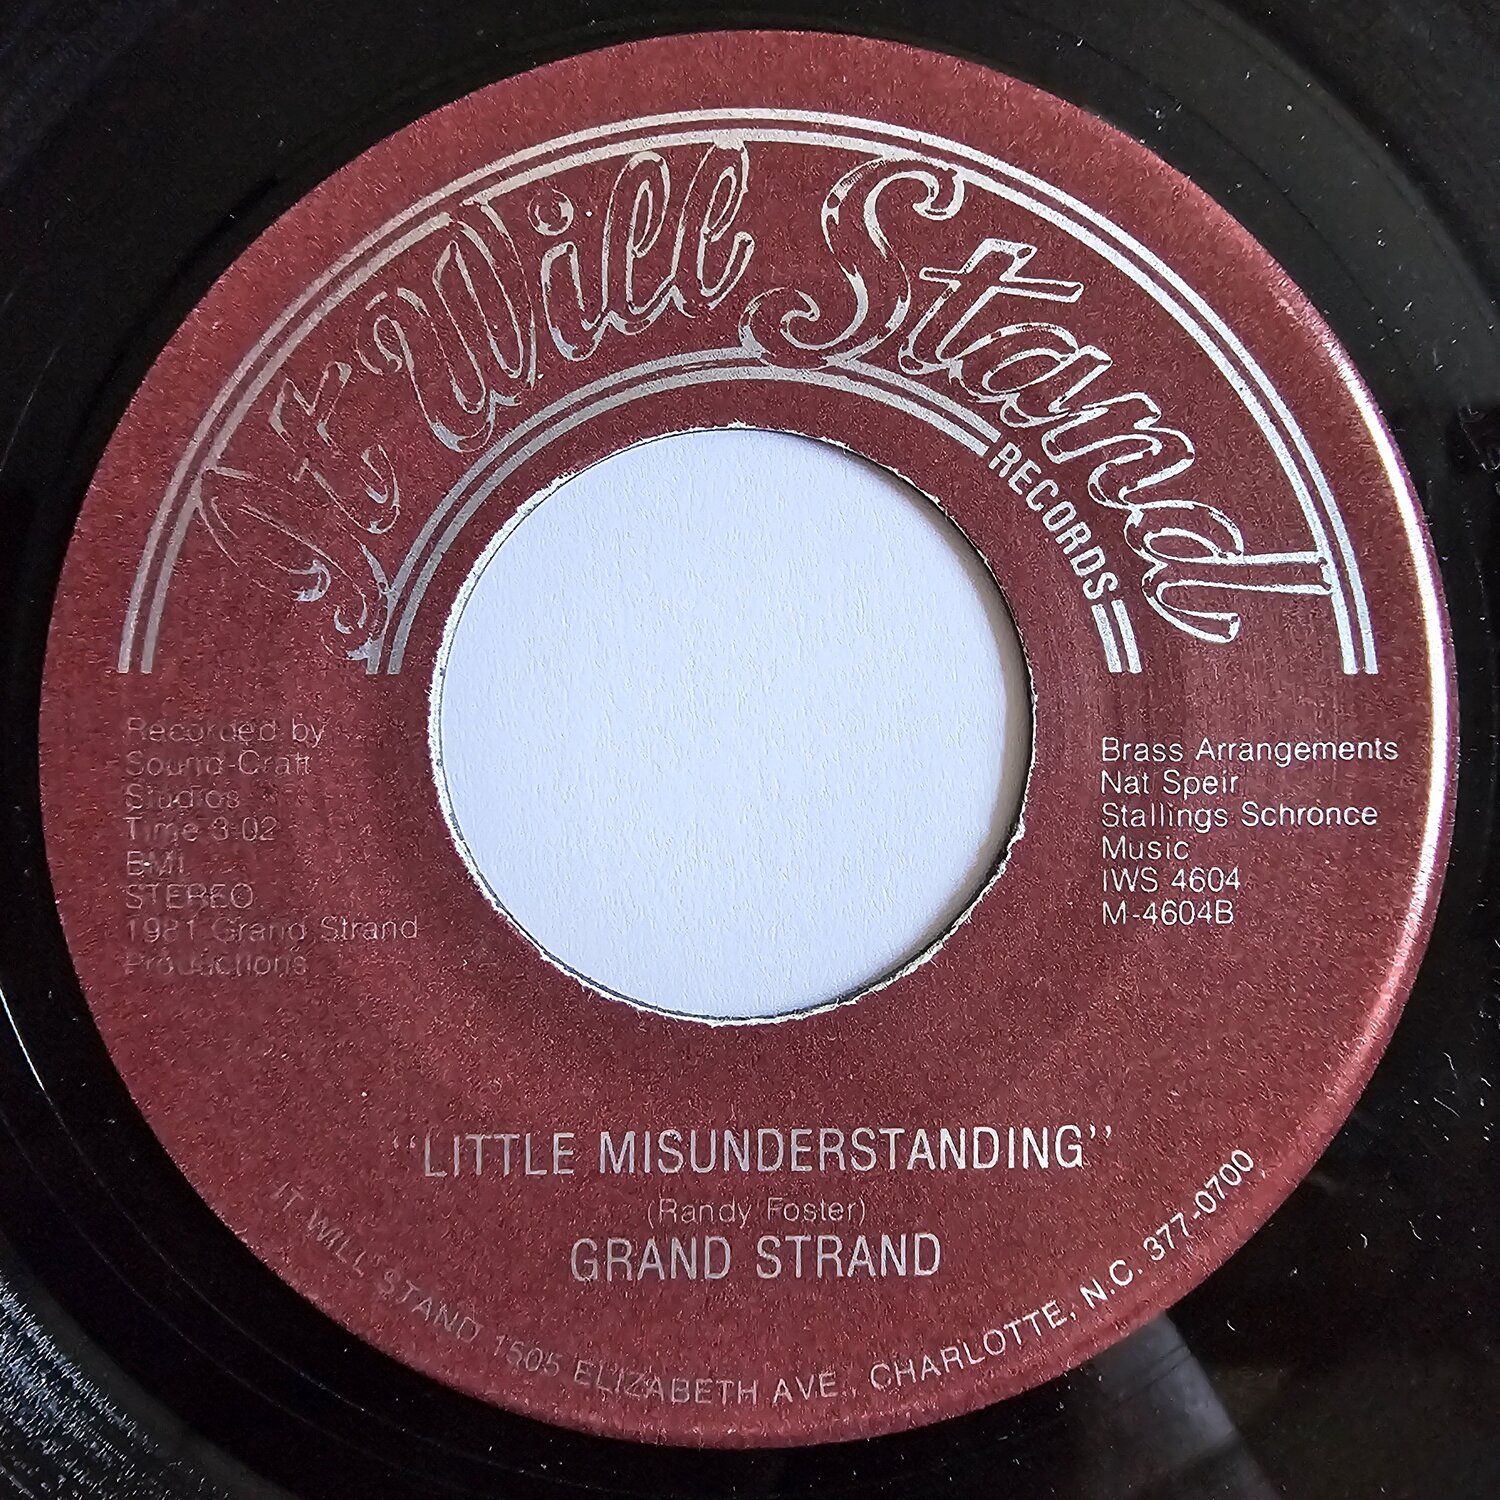 It Will Stand
RECORDS
Recorded by
Sound-Craft
Studios
Time 3:02
BMI
STEREO
1981 Grand Strand
Productions
Brass Arrangements
Nat Speir
Stallings Schronce
Music
IWS 4604
M-4604B
"LITTLE MISUNDERSTANDING"
(Randy Foster)
GRAND STRAND
IT WILL STAND 1505 ELIZABETH AVE., CHARLOTTE, N.C. 377-0700